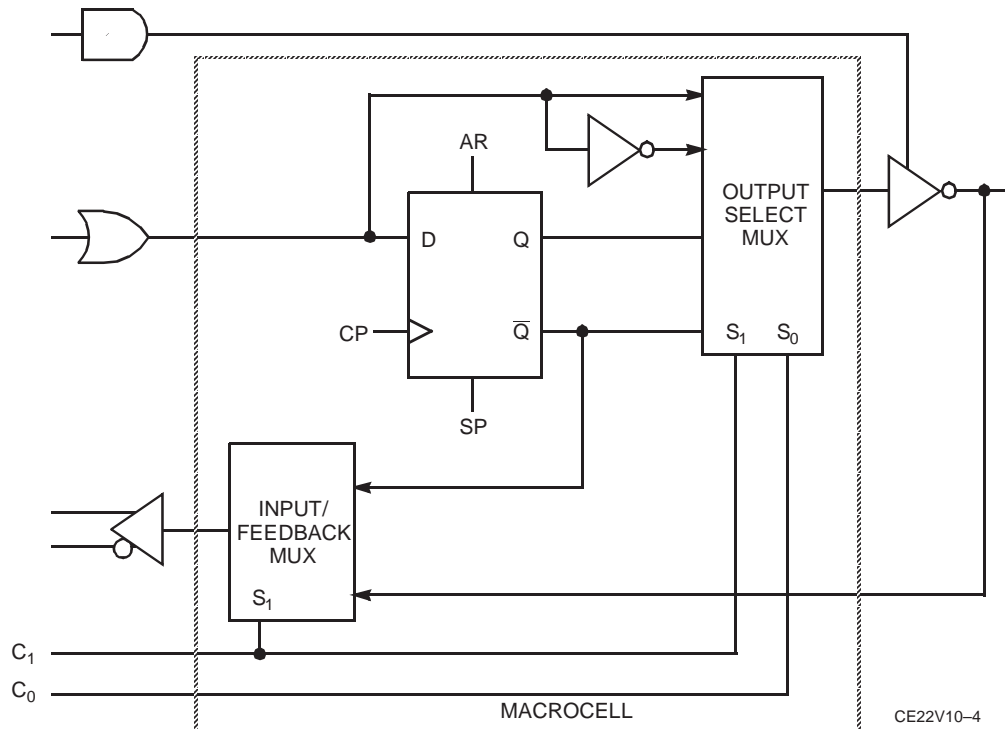 AR
OUTPUT
SELECT
MUX
D
Q
CP
Q̅
S₁
S₀
SP
INPUT/
FEEDBACK
MUX
S₁
C₁
C₀
MACROCELL
CE22V10–4